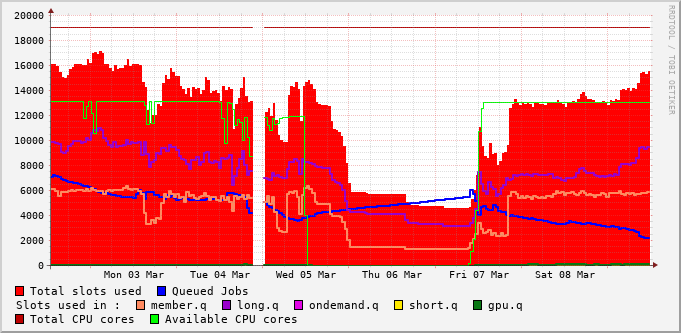 20000
18000
16000
14000
12000
10000
8000
6000
4000
2000
0
Mon 03 Mar Tue 04 Mar Wed 05 Mar Thu 06 Mar Fri 07 Mar Sat 08 Mar
Total slots used Queued Jobs
Slots used in : member.q long.q ondemand.q short.q gpu.q
Total CPU cores Available CPU cores
RRDTOOL / TOBI OETIKER